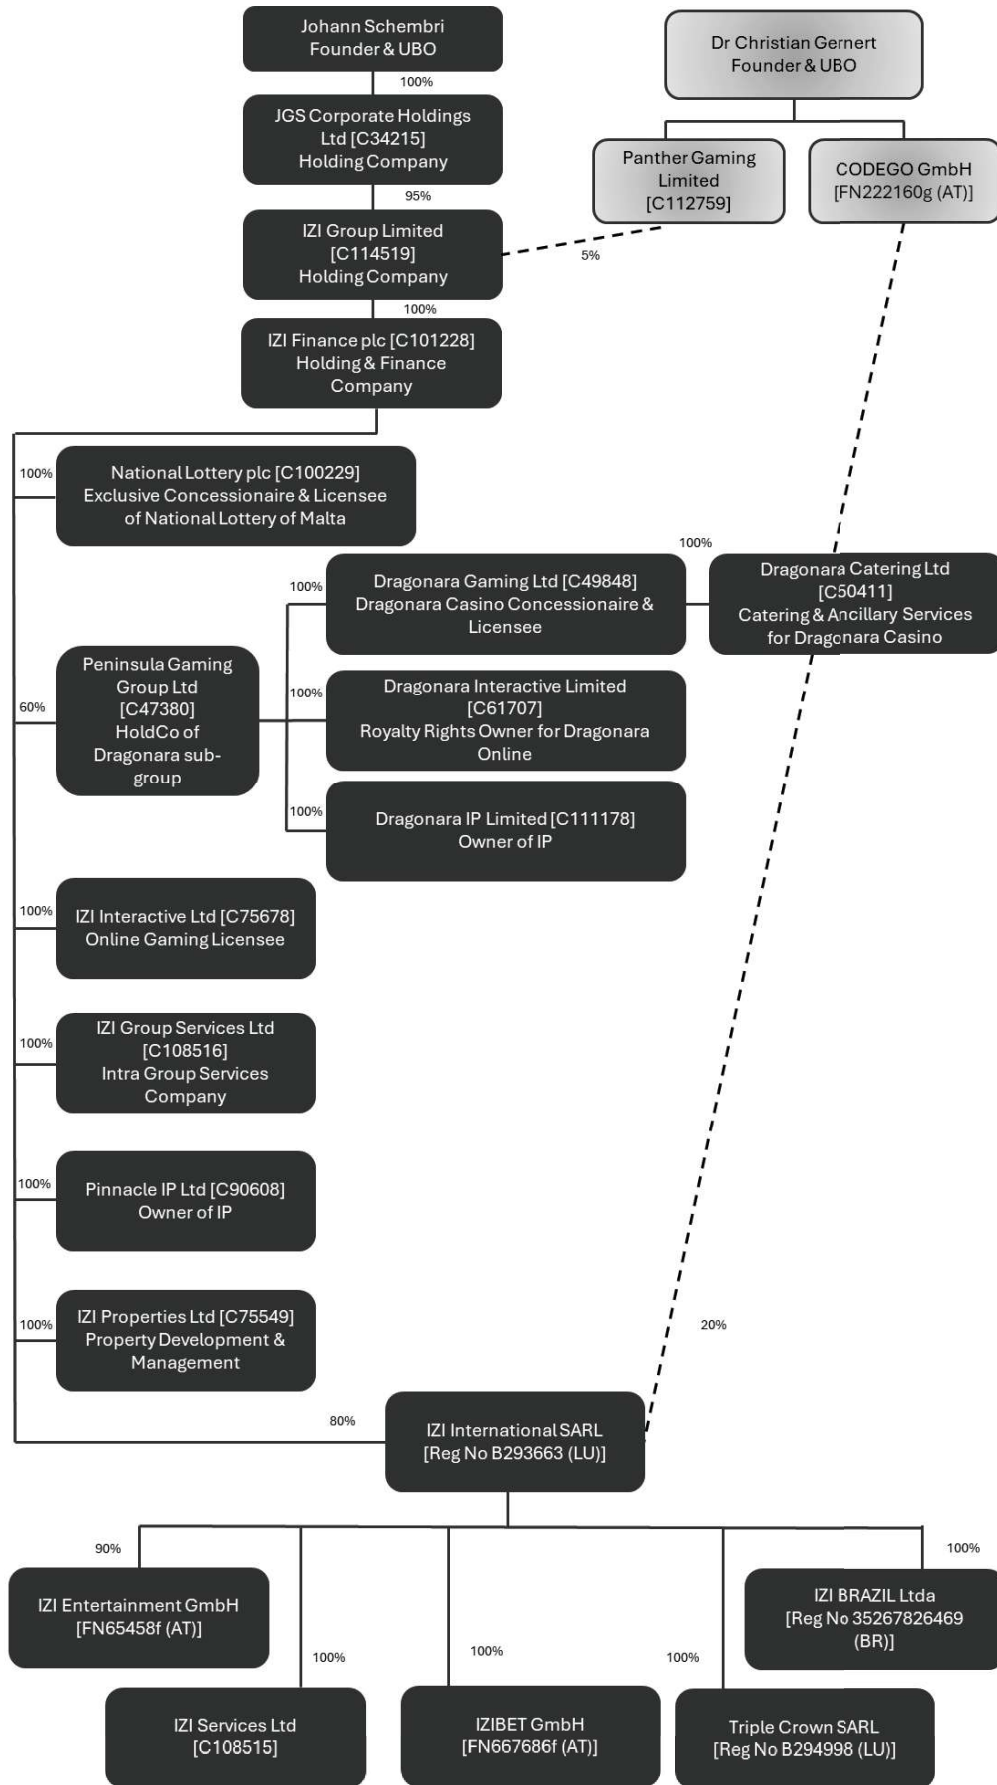 Johann Schembri
Founder & UBO
Dr Christian Gernert
Founder & UBO
100%
JGS Corporate Holdings
Ltd [C34215]
Holding Company
Panther Gaming
Limited
[C112759]
CODEGO GmbH
[FN222160g (AT)]
95%
IZI Group Limited
[C114519]
Holding Company
5%
100%
IZI Finance plc [C101228]
Holding & Finance
Company
100%
National Lottery plc [C100229]
Exclusive Concessionaire & Licensee
of National Lottery of Malta
100%
Dragonara Gaming Ltd [C49848]
Dragonara Casino Concessionaire &
Licensee
100%
Dragonara Catering Ltd
[C50411]
Catering & Ancillary Services
for Dragonara Casino
60%
Peninsula Gaming
Group Ltd
[C47380]
HoldCo of
Dragonara sub-
group
100%
Dragonara Interactive Limited
[C61707]
Royalty Rights Owner for Dragonara
Online
100%
Dragonara IP Limited [C111178]
Owner of IP
100%
IZI Interactive Ltd [C75678]
Online Gaming Licensee
100%
IZI Group Services Ltd
[C108516]
Intra Group Services
Company
100%
Pinnacle IP Ltd [C90608]
Owner of IP
100%
IZI Properties Ltd [C75549]
Property Development &
Management
20%
80%
IZI International SARL
[Reg No B293663 (LU)]
90%
IZI Entertainment GmbH
[FN65458f (AT)]
100%
IZI BRAZIL Ltda
[Reg No 35267826469
(BR)]
100%
IZI Services Ltd
[C108515]
100%
IZIBET GmbH
[FN667686f (AT)]
100%
Triple Crown SARL
[Reg No B294998 (LU)]